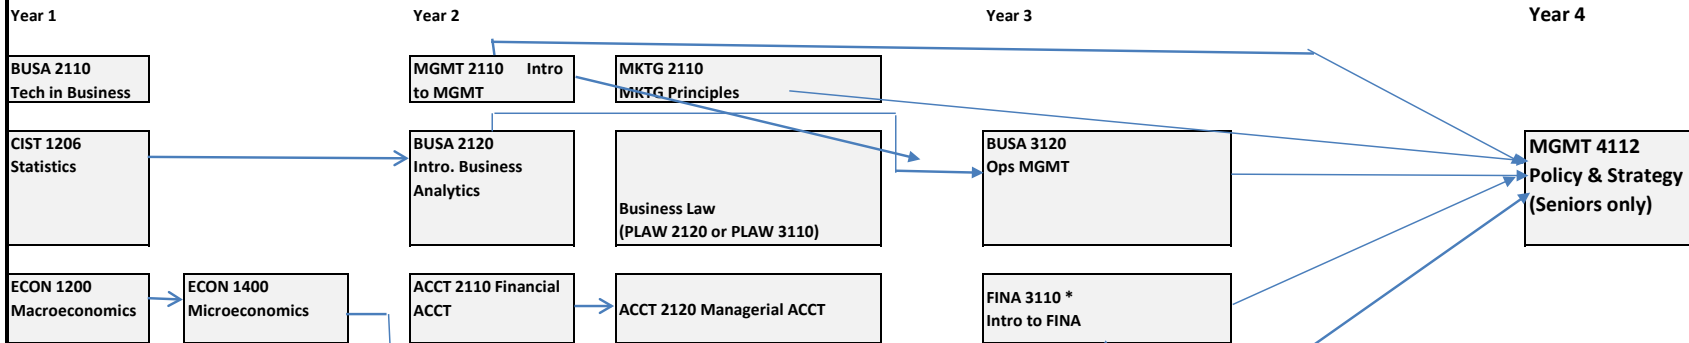 Year 1
Year 2
Year 3
Year 4
BUSA 2110
Tech in Business
MGMT 2110 Intro
to MGMT
MKTG 2110
MKTG Principles
CIST 1206
Statistics
BUSA 2120
Intro. Business
Analytics
Business Law
(PLAW 2120 or PLAW 3110)
BUSA 3120
Ops MGMT
MGMT 4112
Policy & Strategy
(Seniors only)
ECON 1200
Macroeconomics
ECON 1400
Microeconomics
ACCT 2110 Financial
ACCT
ACCT 2120 Managerial ACCT
FINA 3110 *
Intro to FINA